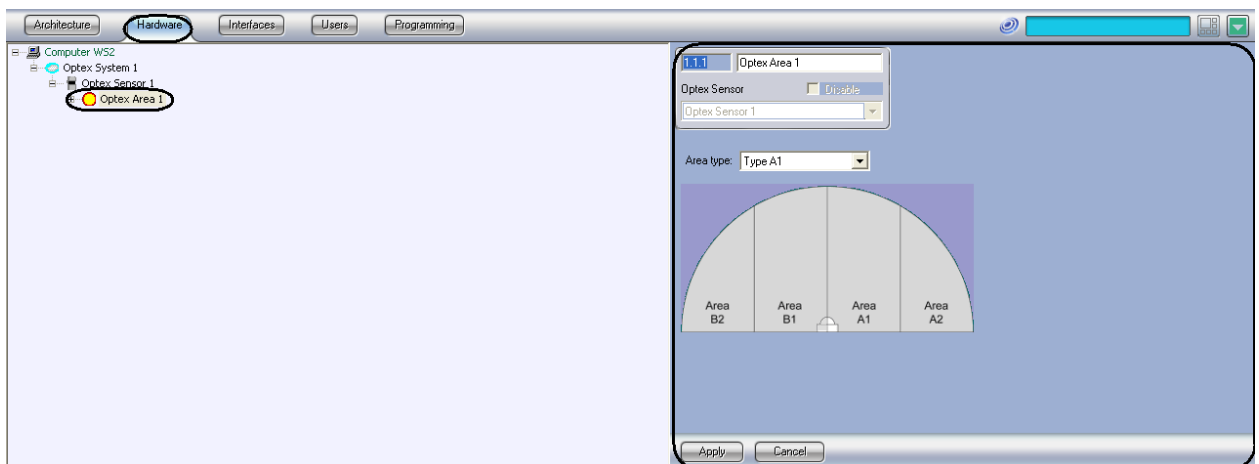 Architecture Hardware Interfaces Users Programming
Computer WS2
Optex System 1
Optex Sensor 1
Optex Area 1
1.1.1 Optex Area 1
Optex Sensor Disable
Optex Sensor 1
Area type: Type A1
Area Area Area Area
B2 B1 A1 A2
Apply Cancel